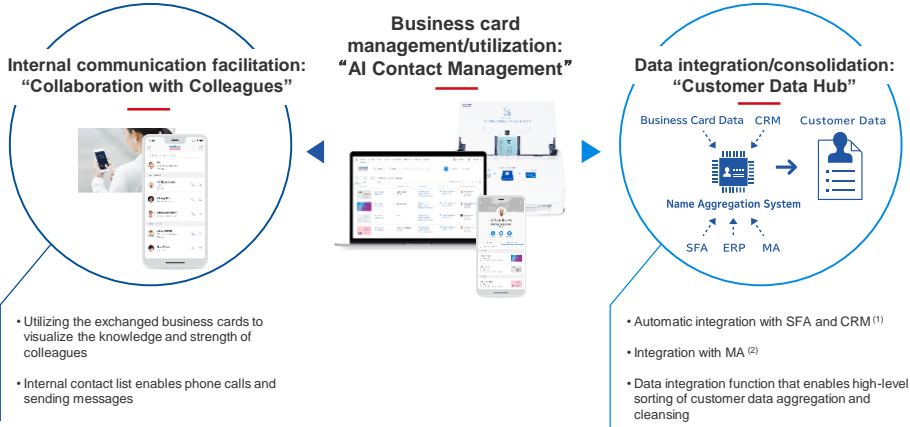 Internal communication facilitation:
“Collaboration with Colleagues”
Business card
management/utilization:
“AI Contact Management”
Data integration/consolidation:
“Customer Data Hub”
Business Card Data
CRM
Customer Data
Name Aggregation System
SFA
ERP
MA
• Utilizing the exchanged business cards to
visualize the knowledge and strength of
colleagues
• Internal contact list enables phone calls and
sending messages
• Automatic integration with SFA and CRM (1)
• Integration with MA (2)
• Data integration function that enables high-level
sorting of customer data aggregation and
cleansing